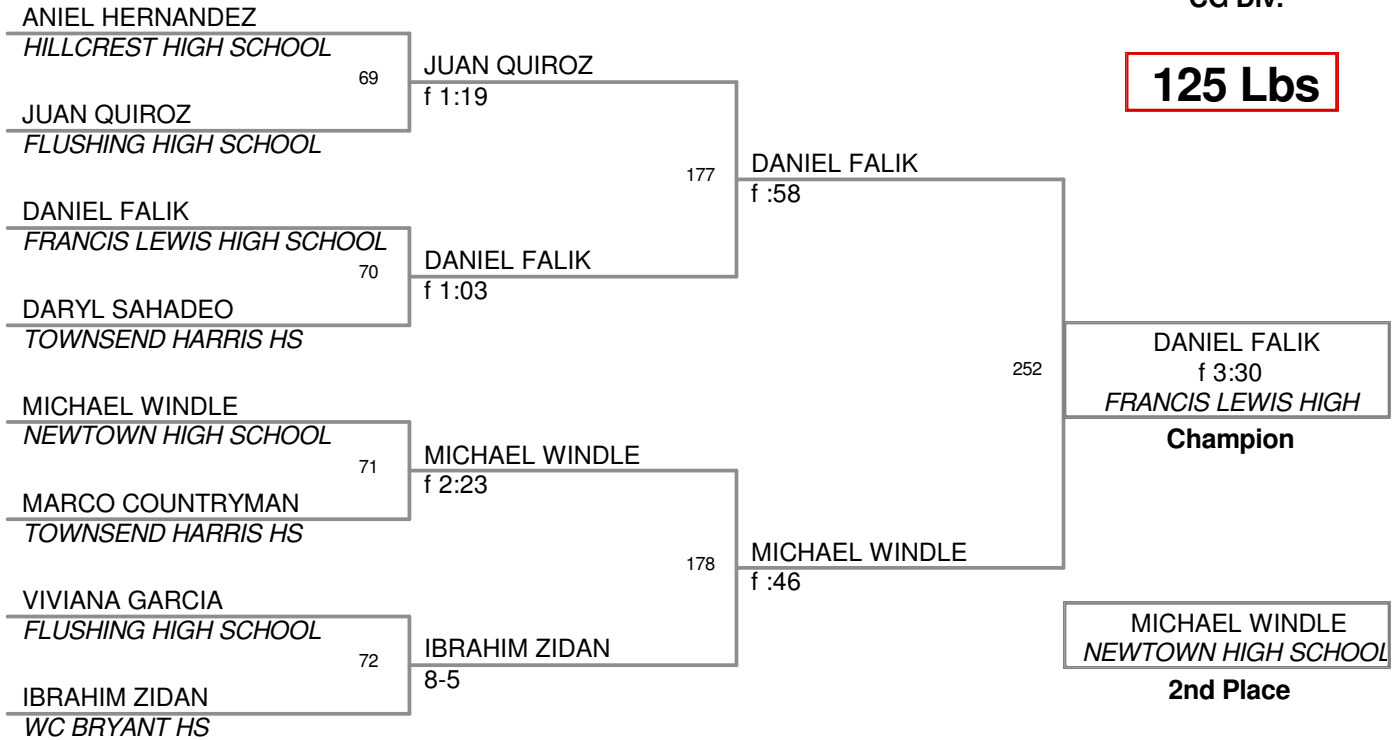 CG DIV.
125 Lbs
ANIEL HERNANDEZ
HILLCREST HIGH SCHOOL
69
JUAN QUIROZ
f 1:19
JUAN QUIROZ
FLUSHING HIGH SCHOOL
177
DANIEL FALIK
f :58
DANIEL FALIK
FRANCIS LEWIS HIGH SCHOOL
70
DANIEL FALIK
f 1:03
DARYL SAHADEO
TOWNSEND HARRIS HS
252
DANIEL FALIK
f 3:30
FRANCIS LEWIS HIGH
Champion
MICHAEL WINDLE
NEWTOWN HIGH SCHOOL
71
MICHAEL WINDLE
f 2:23
MARCO COUNTRYMAN
TOWNSEND HARRIS HS
178
MICHAEL WINDLE
f :46
VIVIANA GARCIA
FLUSHING HIGH SCHOOL
72
IBRAHIM ZIDAN
8-5
IBRAHIM ZIDAN
WC BRYANT HS
MICHAEL WINDLE
NEWTOWN HIGH SCHOOL
2nd Place